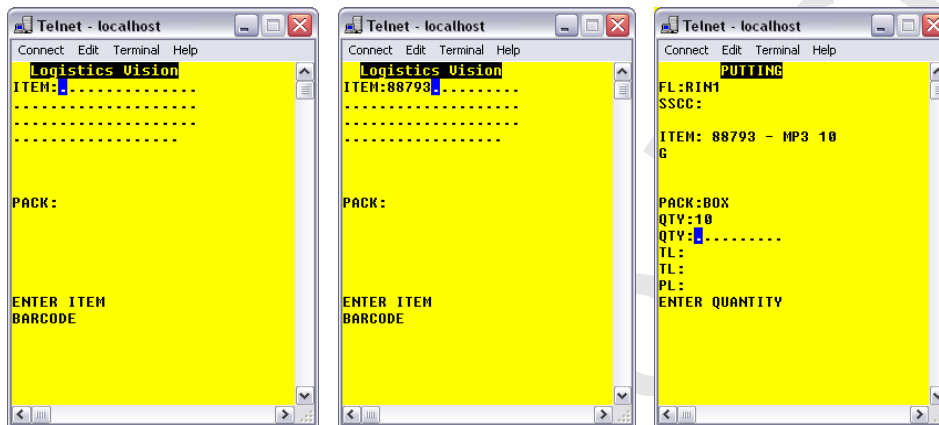 Telnet - localhost
Connect Edit Terminal Help
Logistics Vision
ITEM:...............
....................
....................
..................
PACK:
ENTER ITEM
BARCODE
Telnet - localhost
Connect Edit Terminal Help
Logistics Vision
ITEM:88793..........
....................
....................
..................
PACK:
ENTER ITEM
BARCODE
Telnet - localhost
Connect Edit Terminal Help
PUTTING
FL:RIN1
SSCC:
ITEM: 88793 - MP3 10
G
PACK:BOX
QTY:10
QTY:..........
TL:
TL:
PL:
ENTER QUANTITY